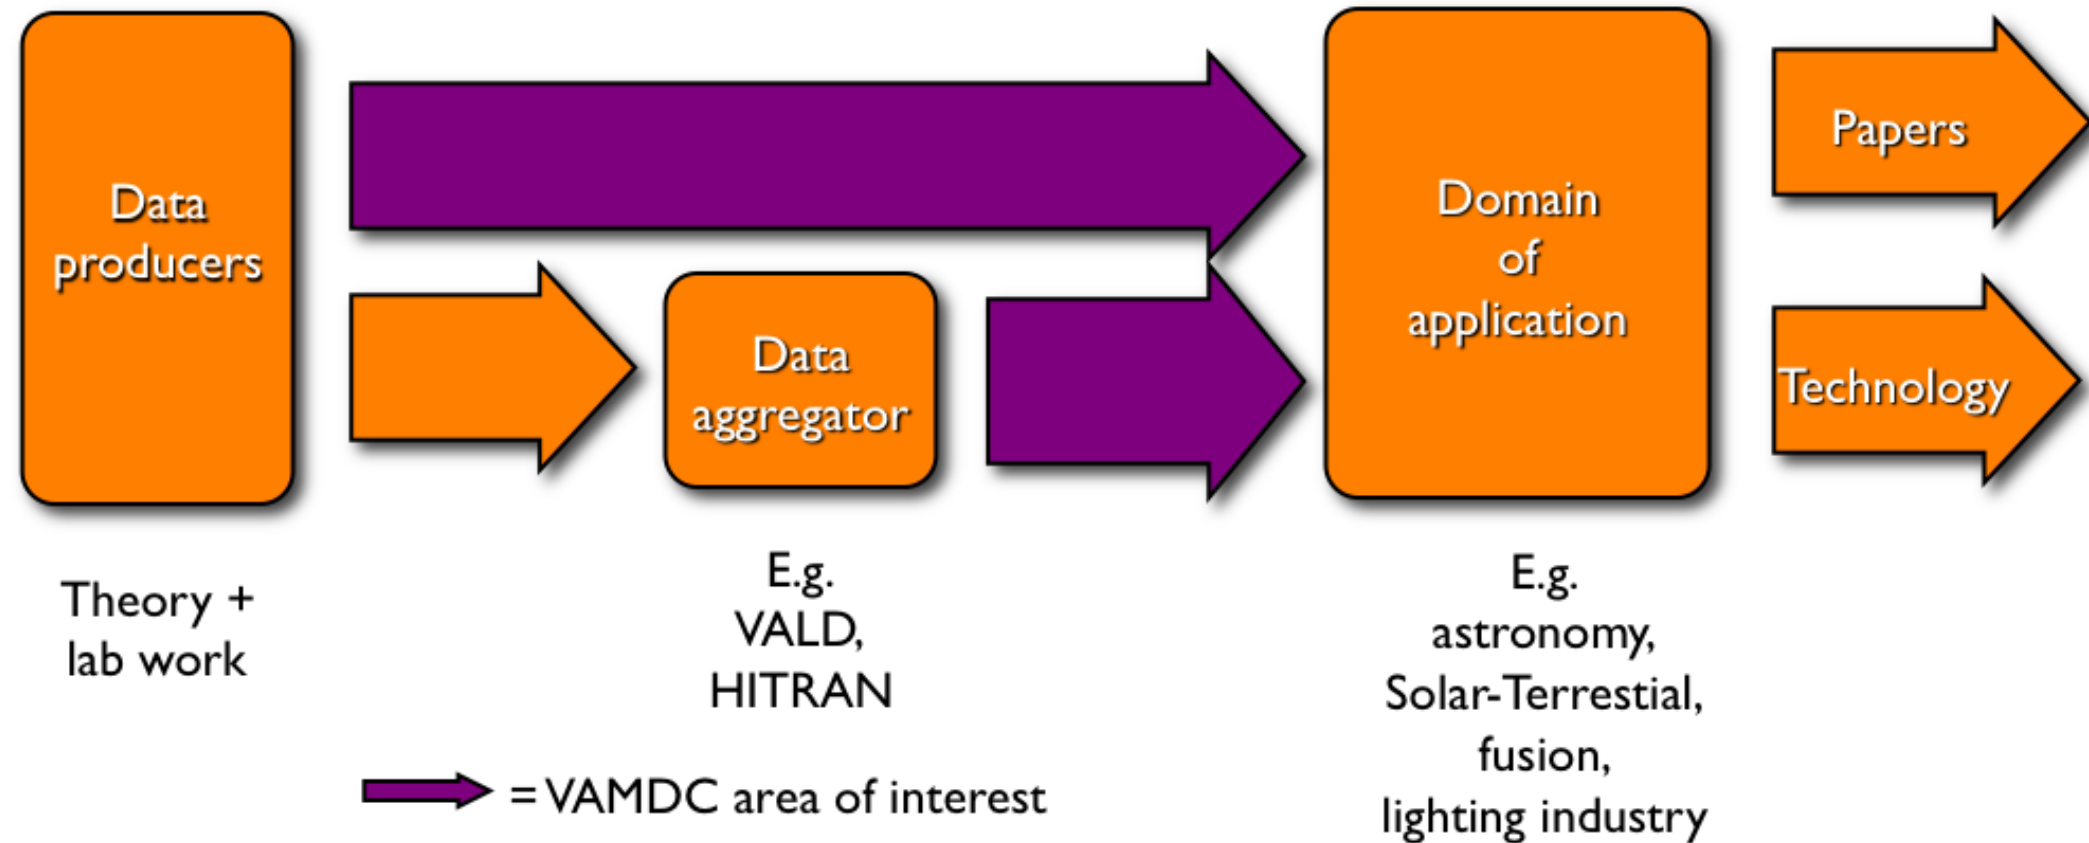 Data
producers
Theory +
lab work
Data
aggregator
E.g.
VALD,
HITRAN
Domain
of
application
E.g.
astronomy,
Solar-Terrestial,
fusion,
lighting industry
Papers
Technology
= VAMDC area of interest